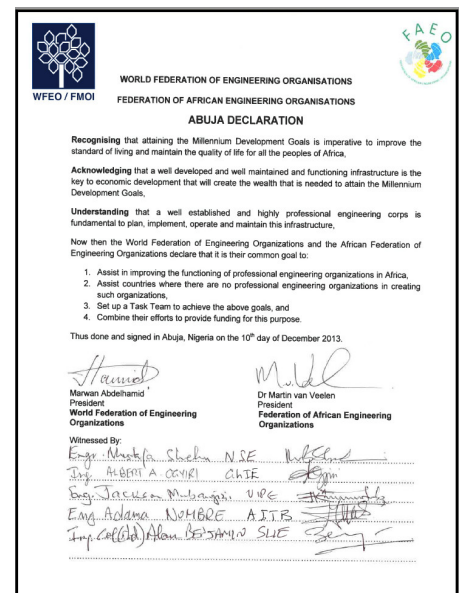 FAEO
WFEO / FMOI
WORLD FEDERATION OF ENGINEERING ORGANISATIONS
FEDERATION OF AFRICAN ENGINEERING ORGANISATIONS
ABUJA DECLARATION
Recognising that attaining the Millennium Development Goals is imperative to improve the
standard of living and maintain the quality of life for all the peoples of Africa,
Acknowledging that a well developed and well maintained and functioning infrastructure is the
key to economic development that will create the wealth that is needed to attain the Millennium
Development Goals,
Understanding that a well established and highly professional engineering corps is
fundamental to plan, implement, operate and maintain this infrastructure,
Now then the World Federation of Engineering Organizations and the African Federation of
Engineering Organizations declare that it is their common goal to:
1. Assist in improving the functioning of professional engineering organizations in Africa,
2. Assist countries where there are no professional engineering organizations in creating
such organizations,
3. Set up a Task Team to achieve the above goals, and
4. Combine their efforts to provide funding for this purpose.
Thus done and signed in Abuja, Nigeria on the 10th day of December 2013.
Marwan Abdelhamid
President
World Federation of Engineering
Organizations
Dr Martin van Veelen
President
Federation of African Engineering
Organizations
Witnessed By:
Engr. Mustafa Shehu NSE
Ing. ALBERT A. OGYIRI GhIE
Eng. Jackson UIPE
Eng Adama NOMBRE
Alan BENJAMIN SLIE